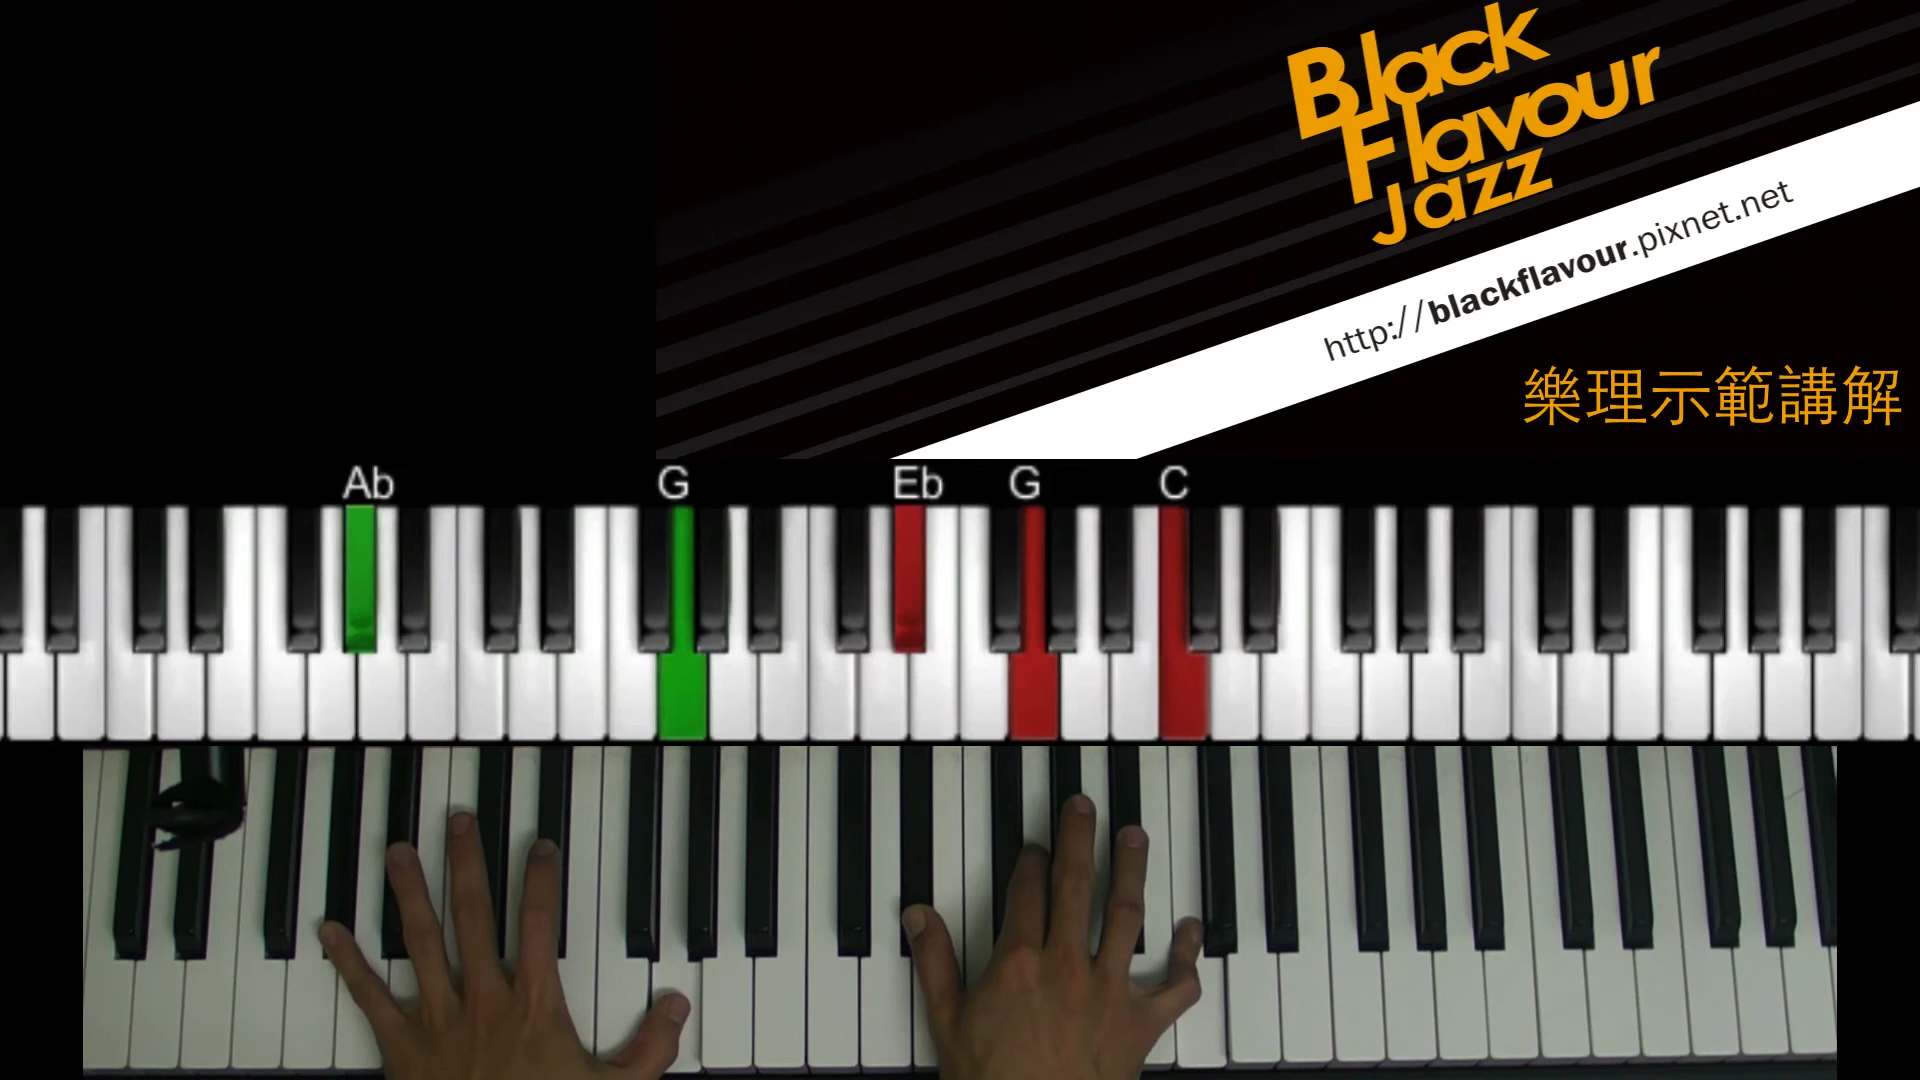 Black
Flavour
Jazz
http://blackflavour.pixnet.net
樂理示範講解
Ab G Eb G C